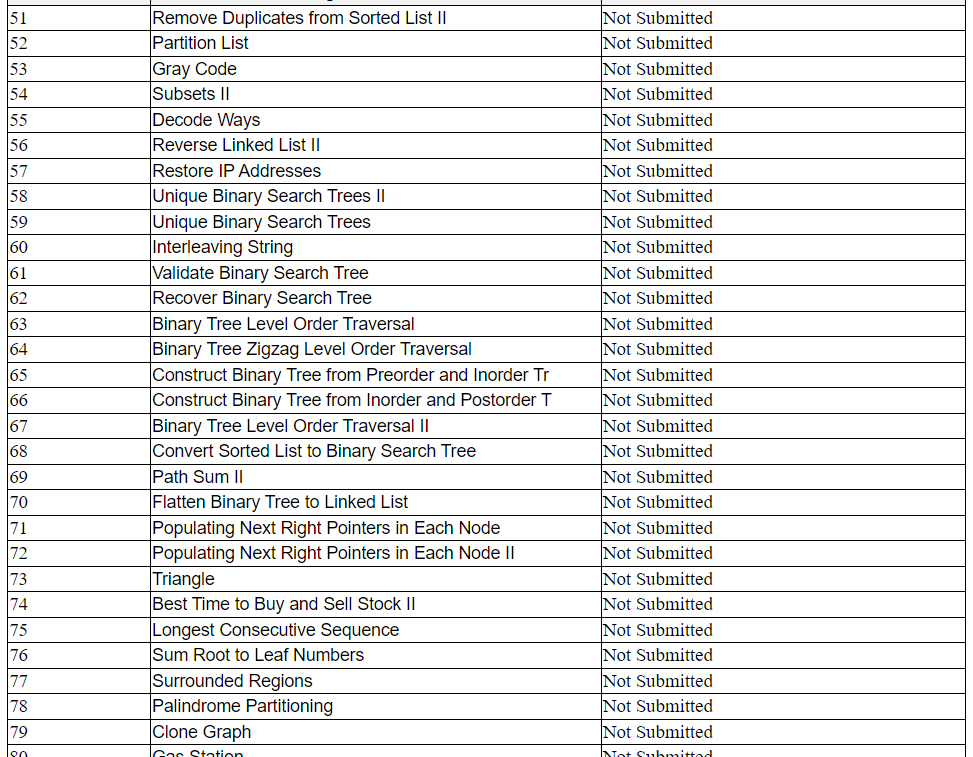 51 Remove Duplicates from Sorted List II Not Submitted
52 Partition List Not Submitted
53 Gray Code Not Submitted
54 Subsets II Not Submitted
55 Decode Ways Not Submitted
56 Reverse Linked List II Not Submitted
57 Restore IP Addresses Not Submitted
58 Unique Binary Search Trees II Not Submitted
59 Unique Binary Search Trees Not Submitted
60 Interleaving String Not Submitted
61 Validate Binary Search Tree Not Submitted
62 Recover Binary Search Tree Not Submitted
63 Binary Tree Level Order Traversal Not Submitted
64 Binary Tree Zigzag Level Order Traversal Not Submitted
65 Construct Binary Tree from Preorder and Inorder Tr Not Submitted
66 Construct Binary Tree from Inorder and Postorder T Not Submitted
67 Binary Tree Level Order Traversal II Not Submitted
68 Convert Sorted List to Binary Search Tree Not Submitted
69 Path Sum II Not Submitted
70 Flatten Binary Tree to Linked List Not Submitted
71 Populating Next Right Pointers in Each Node Not Submitted
72 Populating Next Right Pointers in Each Node II Not Submitted
73 Triangle Not Submitted
74 Best Time to Buy and Sell Stock II Not Submitted
75 Longest Consecutive Sequence Not Submitted
76 Sum Root to Leaf Numbers Not Submitted
77 Surrounded Regions Not Submitted
78 Palindrome Partitioning Not Submitted
79 Clone Graph Not Submitted
80 Gas Station Not Submitted